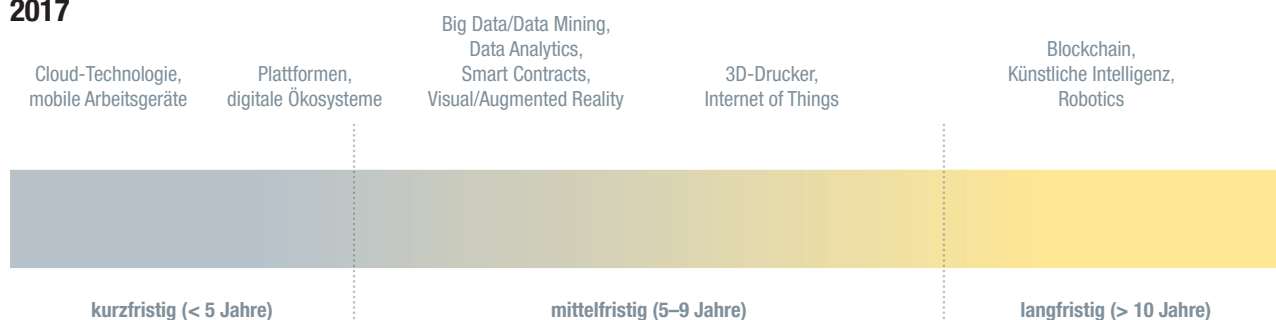 2017
Cloud-Technologie,
mobile Arbeitsgeräte
Plattformen,
digitale Ökosysteme
Big Data/Data Mining,
Data Analytics,
Smart Contracts,
Visual/Augmented Reality
3D-Drucker,
Internet of Things
Blockchain,
Künstliche Intelligenz,
Robotics
kurzfristig (< 5 Jahre)
mittelfristig (5–9 Jahre)
langfristig (> 10 Jahre)